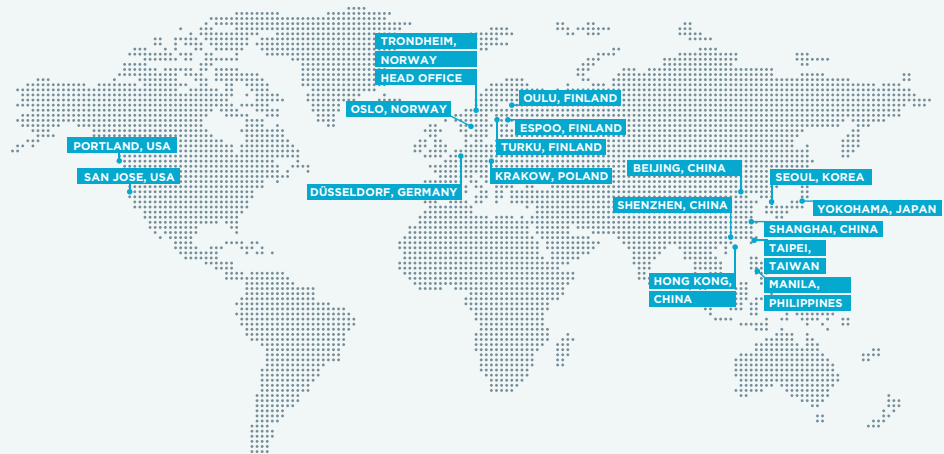 TRONDHEIM,
NORWAY
HEAD OFFICE
OULU, FINLAND
OSLO, NORWAY
ESPOO, FINLAND
TURKU, FINLAND
PORTLAND, USA
SAN JOSE, USA
DÜSSELDORF, GERMANY
KRAKOW, POLAND
BEIJING, CHINA
SEOUL, KOREA
SHENZHEN, CHINA
YOKOHAMA, JAPAN
SHANGHAI, CHINA
TAIPEI,
TAIWAN
HONG KONG,
CHINA
MANILA,
PHILIPPINES